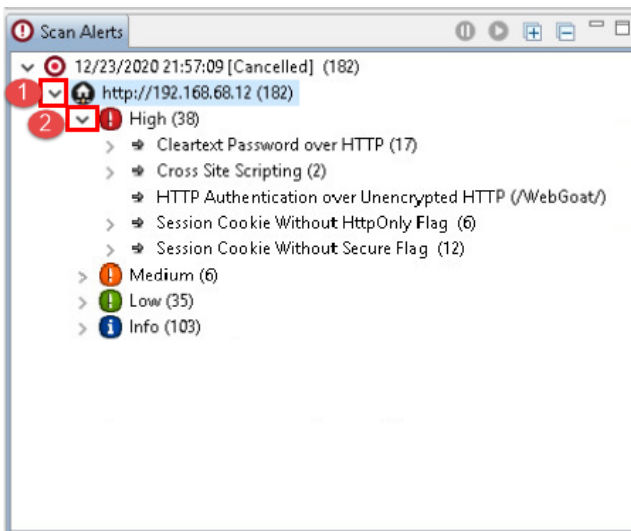 Scan Alerts
12/23/2020 21:57:09 [Cancelled] (182)
1 http://192.168.68.12 (182)
2 High (38)
Cleartext Password over HTTP (17)
Cross Site Scripting (2)
HTTP Authentication over Unencrypted HTTP (/WebGoat/)
Session Cookie Without HttpOnly Flag (6)
Session Cookie Without Secure Flag (12)
Medium (6)
Low (35)
Info (103)